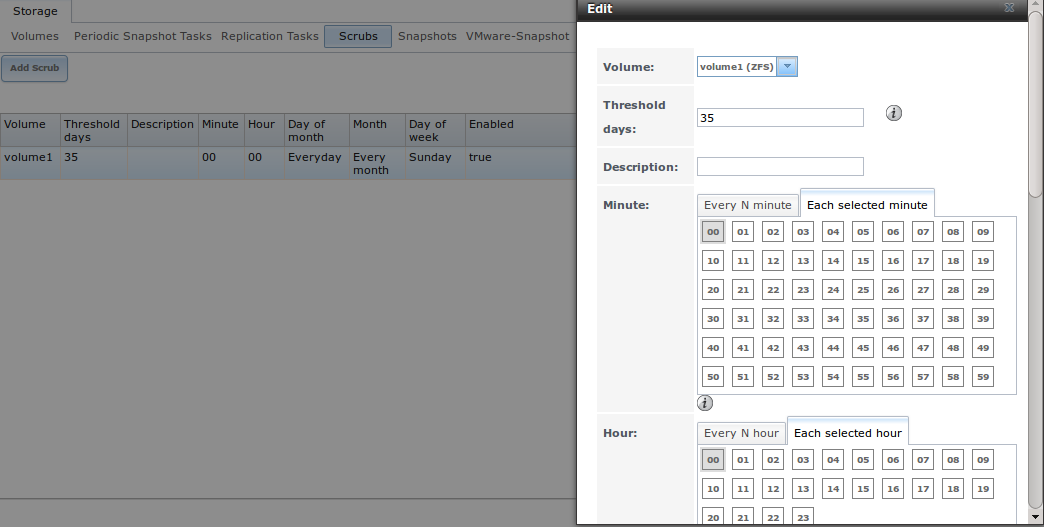 Storage
Volumes Periodic Snapshot Tasks Replication Tasks Scrubs Snapshots VMware-Snapshot
Add Scrub
Volume Threshold days Description Minute Hour Day of month Month Day of week Enabled
volume1 35 00 00 Everyday Every month Sunday true
Edit
Volume: volume1 (ZFS)
Threshold
days: 35
Description:
Minute: Every N minute Each selected minute
00 01 02 03 04 05 06 07 08 09
10 11 12 13 14 15 16 17 18 19
20 21 22 23 24 25 26 27 28 29
30 31 32 33 34 35 36 37 38 39
40 41 42 43 44 45 46 47 48 49
50 51 52 53 54 55 56 57 58 59
Hour: Every N hour Each selected hour
00 01 02 03 04 05 06 07 08 09
10 11 12 13 14 15 16 17 18 19
20 21 22 23